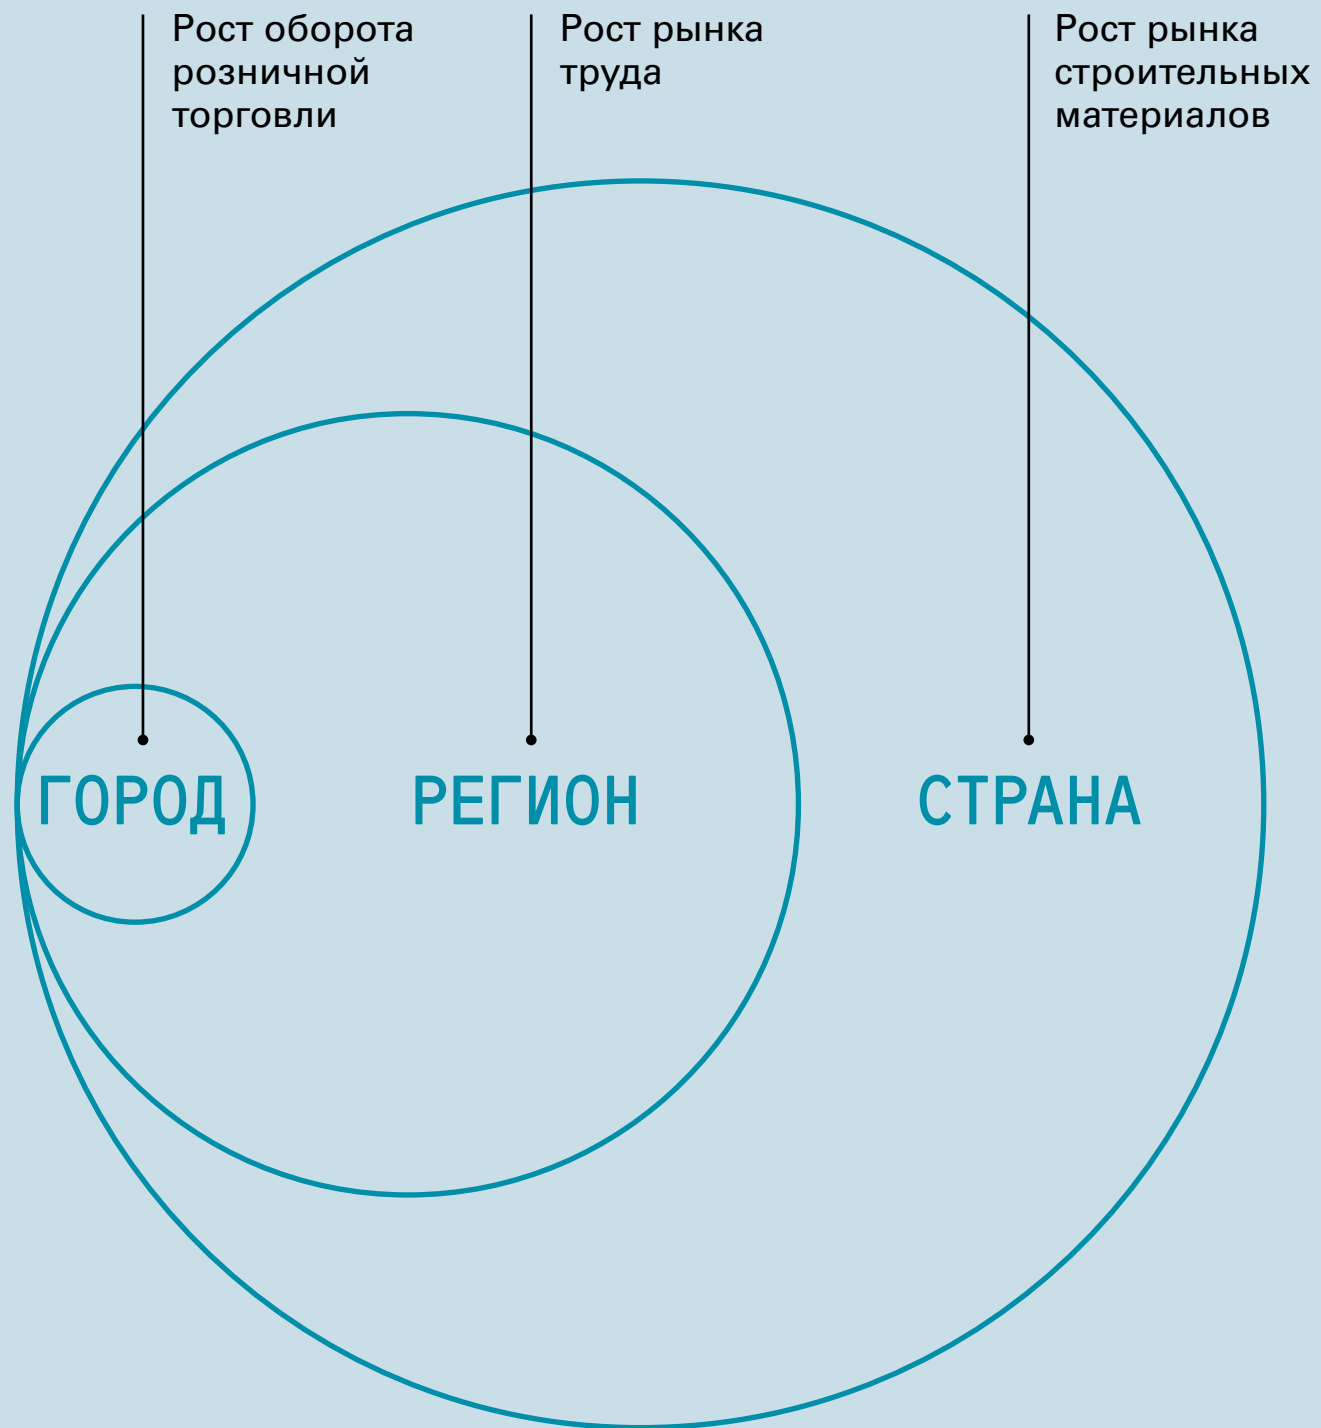 Рост оборота
розничной
торговли
Рост рынка
труда
Рост рынка
строительных
материалов
ГОРОД
РЕГИОН
СТРАНА